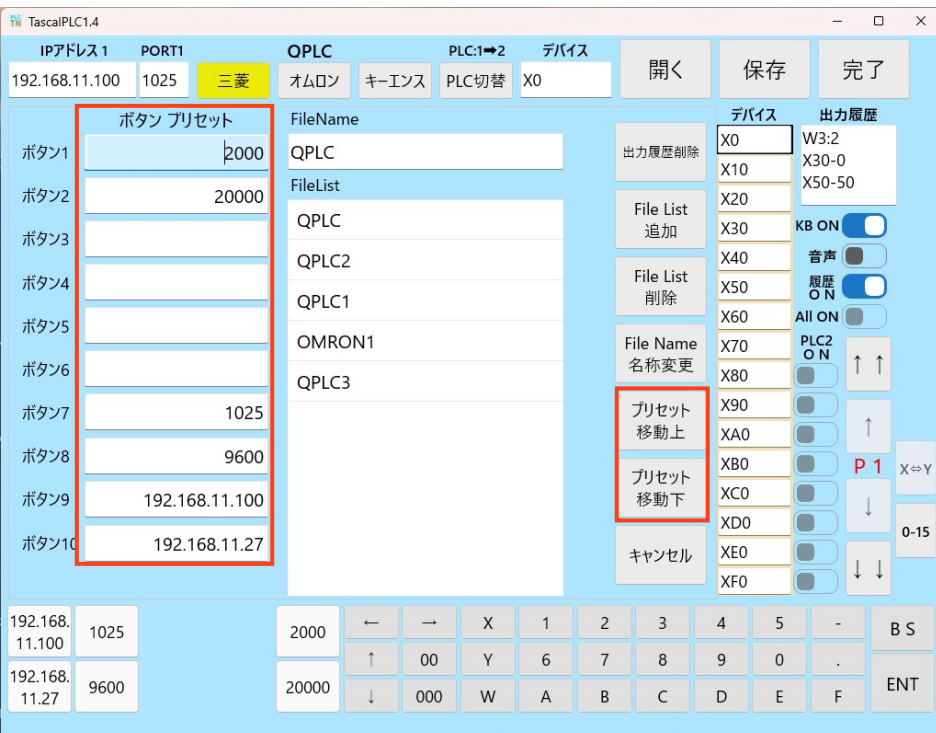 PLC TN TascalPLC1.4
IPアドレス 1 PORT1 QPLC PLC:1➡2 デバイス
192.168.11.100 1025 三菱 オムロン キーエンス PLC切替 X0 開く 保存 完了
ボタン プリセット
ボタン1 2000
ボタン2 20000
ボタン3
ボタン4
ボタン5
ボタン6
ボタン7 1025
ボタン8 9600
ボタン9 192.168.11.100
ボタン10 192.168.11.27
FileName
QPLC
FileList
QPLC
QPLC2
QPLC1
OMRON1
QPLC3
出力履歴削除
File List
追加
File List
削除
File Name
名称変更
プリセット
移動上
プリセット
移動下
キャンセル
デバイス
X0
X10
X20
X30
X40
X50
X60
X70
X80
X90
XA0
XB0
XC0
XD0
XE0
XF0
出力履歴
W3:2
X30-0
X50-50
KB ON
音声
履歴
O N
All ON
PLC2
O N
↑ ↑
↑
P 1
↓
↓ ↓
X⇔Y
0-15
192.168.
11.100
1025
2000
← → X 1 2 3 4 5 - B S
↑ 00 Y 6 7 8 9 0 .
192.168.
11.27
9600
20000
↓ 000 W A B C D E F ENT